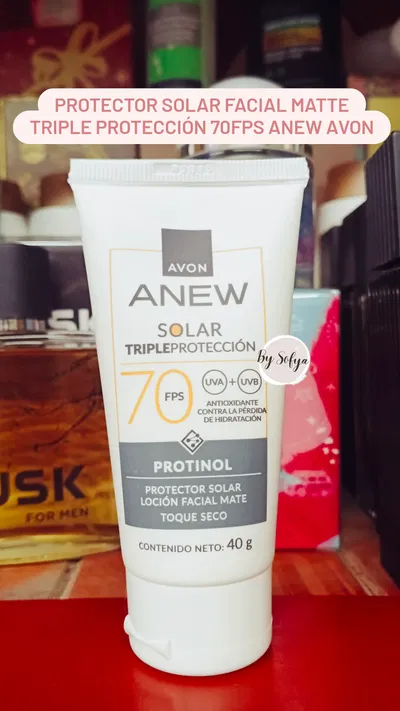 PROTECTOR SOLAR FACIAL MATTE
TRIPLE PROTECCIÓN 70FPS ANEW AVON
AVON
ANEW
SOLAR
TRIPLEPROTECCIÓN
70 FPS
UVA + UVB
ANTIOXIDANTE
CONTRA LA PÉRDIDA
DE HIDRATACIÓN
by Sofya
PROTINOL
PROTECTOR SOLAR
LOCIÓN FACIAL MATE
TOQUE SECO
CONTENIDO NETO: 40 g
SK
USK
FOR MEN